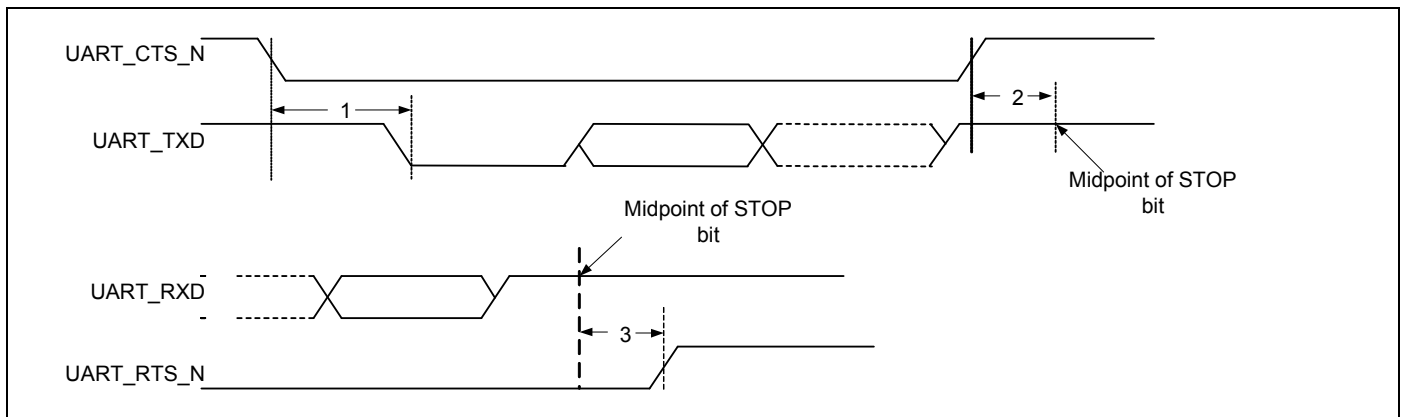 UART_CTS_N
1
2
UART_TXD
Midpoint of STOP
bit
Midpoint of STOP
bit
UART_RXD
3
UART_RTS_N